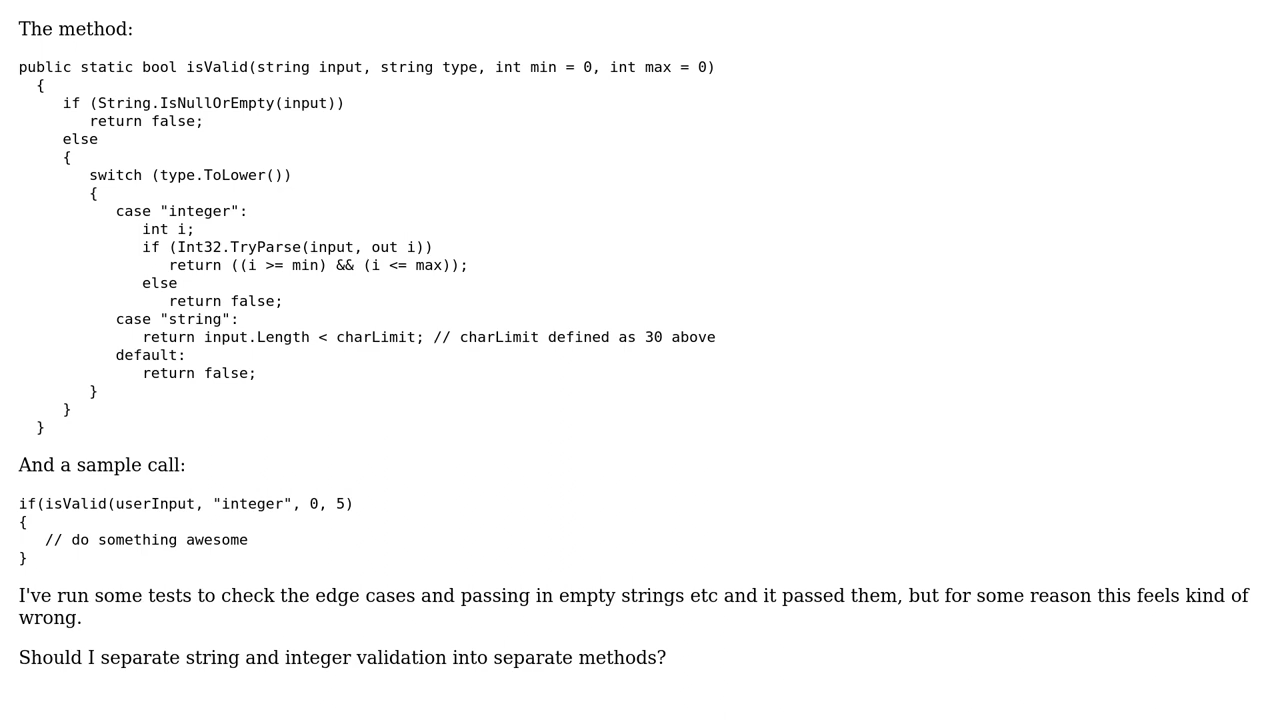 The method:
public static bool isValid(string input, string type, int min = 0, int max = 0)
{
if (String.IsNullOrEmpty(input))
return false;
else
{
switch (type.ToLower())
{
case "integer":
int i;
if (Int32.TryParse(input, out i))
return ((i >= min) && (i <= max));
else
return false;
case "string":
return input.Length < charLimit; // charLimit defined as 30 above
default:
return false;
}
}
}
And a sample call:
if(isValid(userInput, "integer", 0, 5)
{
// do something awesome
}
I've run some tests to check the edge cases and passing in empty strings etc and it passed them, but for some reason this feels kind of
wrong.
Should I separate string and integer validation into separate methods?